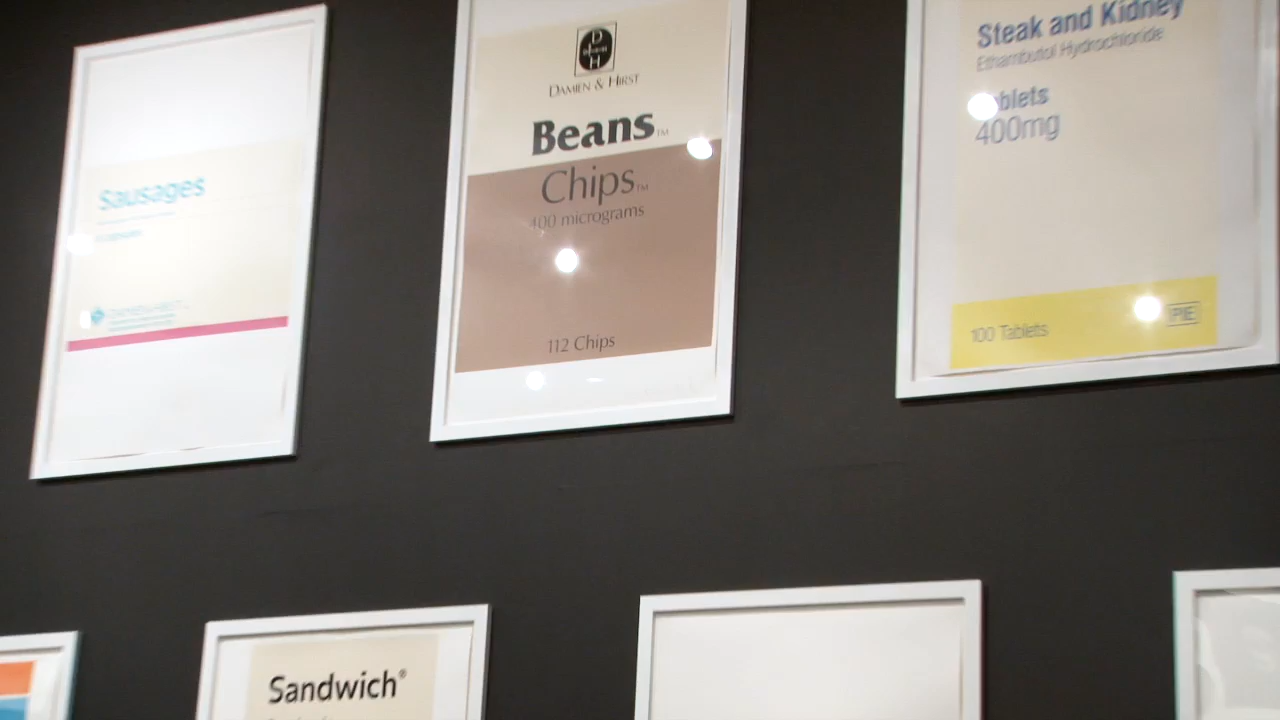 Sausages
D
DAMIEN
H
DAMIEN & HIRST
Beans™
Chips™
400 micrograms
112 Chips
Steak and Kidney
Ethambutol Hydrochloride
400mg
100 Tablets
PIE
Sandwich®